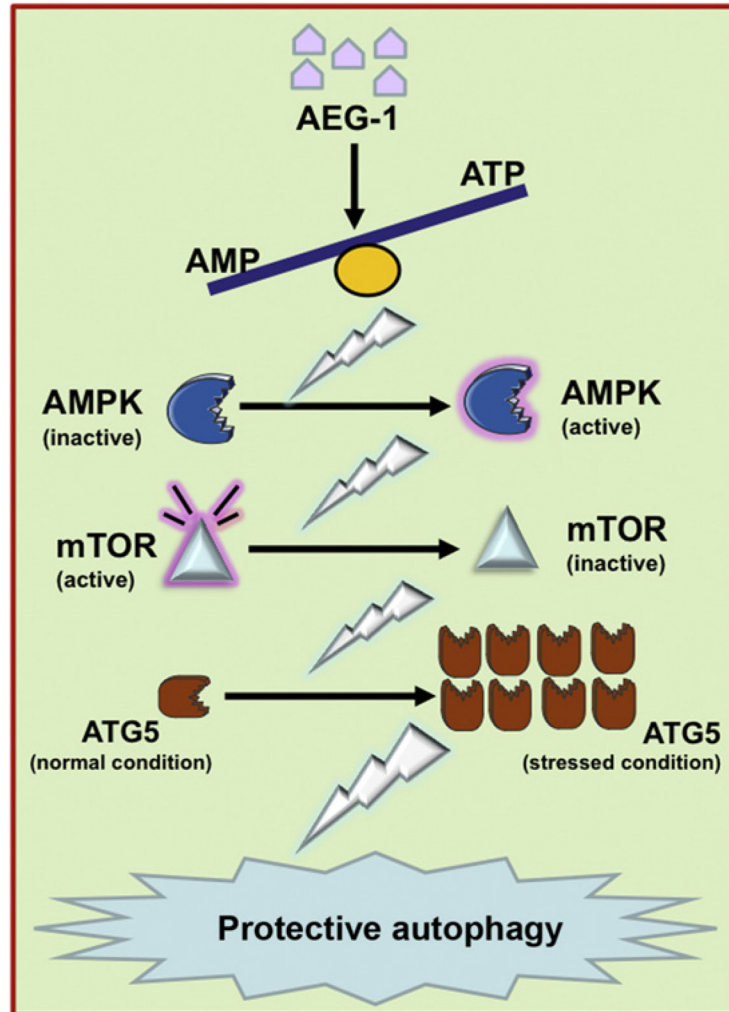 AEG-1
ATP
AMP
AMPK
(inactive)
AMPK
(active)
mTOR
(active)
mTOR
(inactive)
ATG5
(normal condition)
ATG5
(stressed condition)
Protective autophagy